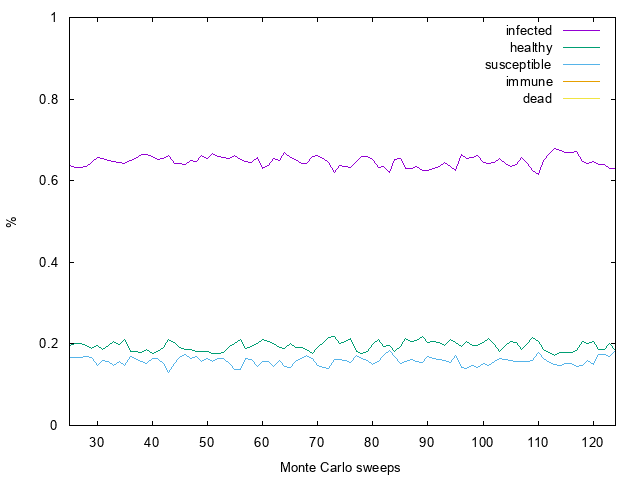 1
infected
healthy
susceptible
0.8
immune
dead
0.6
%
0.4
0.2
0
30 40 50 60 70 80 90 100 110 120
Monte Carlo sweeps